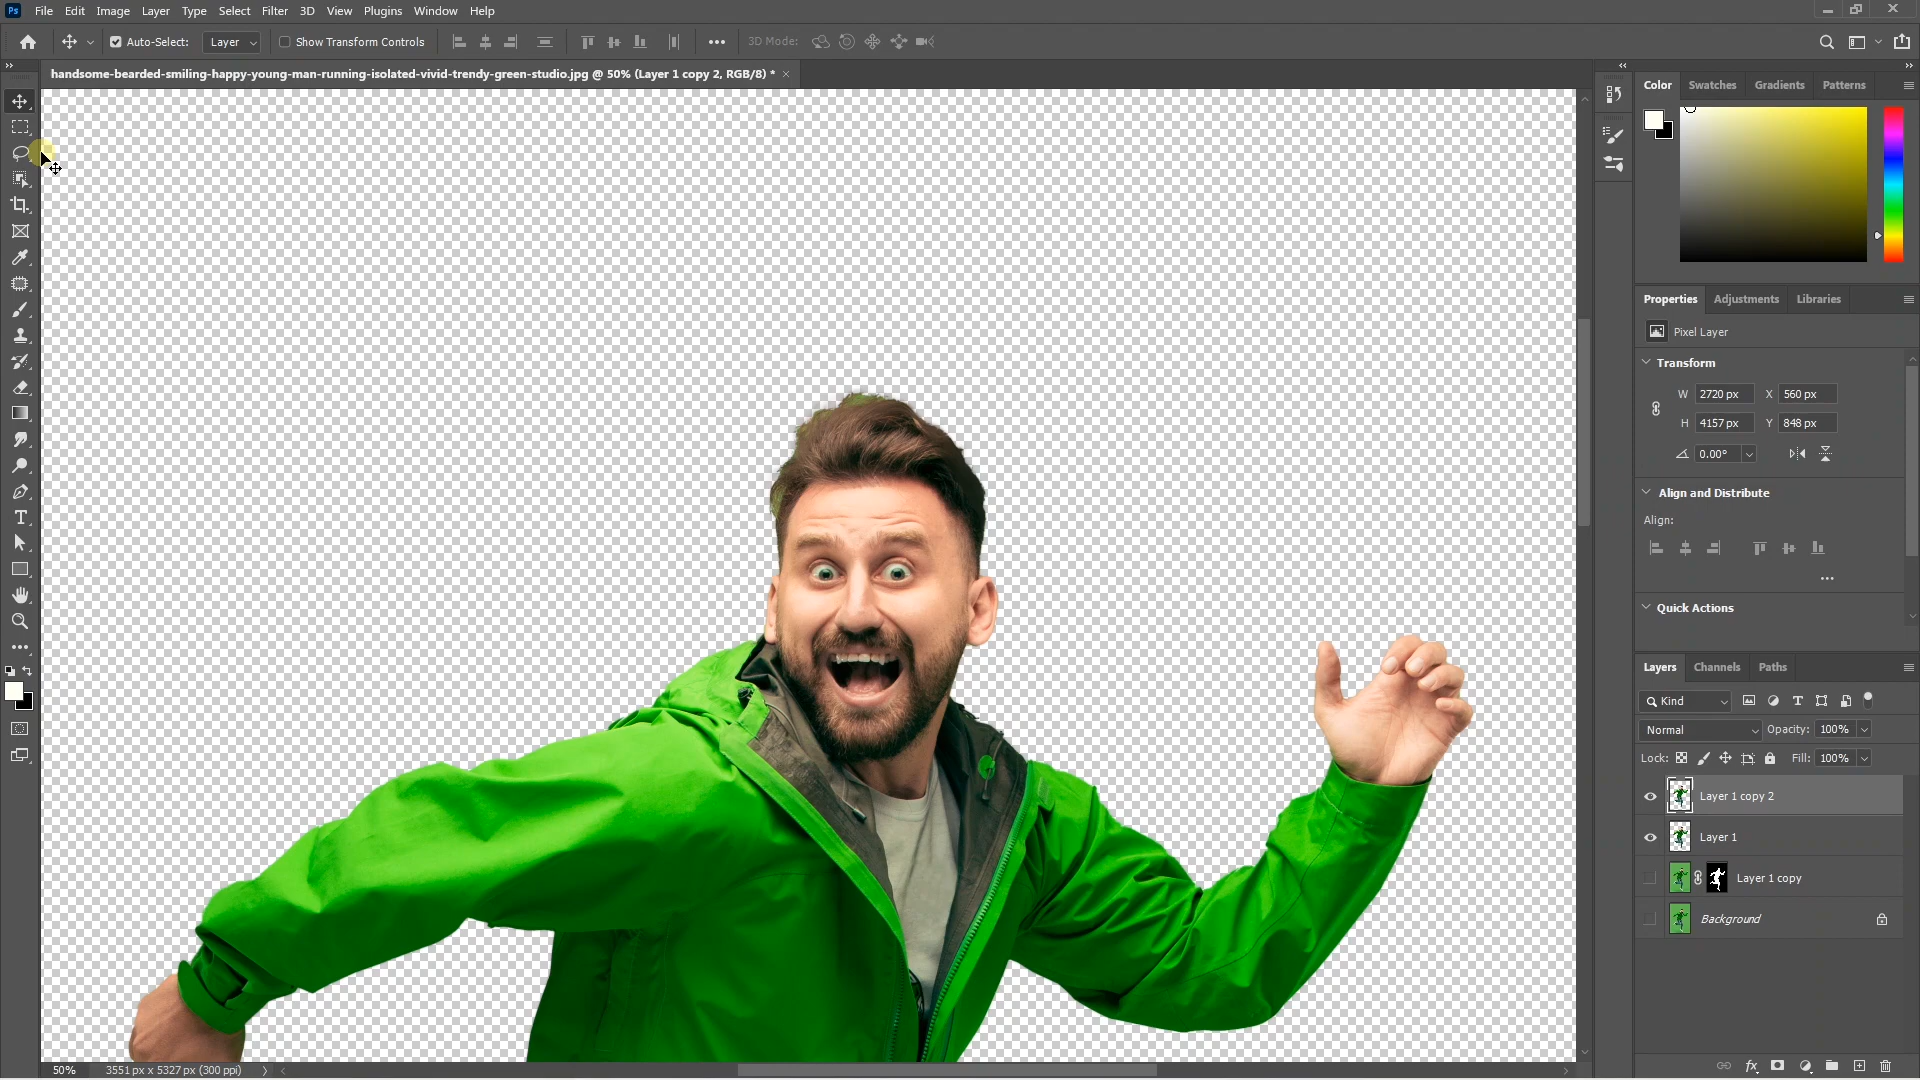 Ps File Edit Image Layer Type Select Filter 3D View Plugins Window Help
Auto-Select: Layer Show Transform Controls 3D Mode:
handsome-bearded-smiling-happy-young-man-running-isolated-vivid-trendy-green-studio.jpg @ 50% (Layer 1 copy 2, RGB/8) *
Color Swatches Gradients Patterns
Properties Adjustments Libraries
Pixel Layer
Transform
W 2720 px X 560 px
H 4157 px Y 848 px
0.00°
Align and Distribute
Align:
Quick Actions
Layers Channels Paths
Kind
Normal Opacity: 100%
Lock: Fill: 100%
Layer 1 copy 2
Layer 1
Layer 1 copy
Background
50% 3551 px x 5327 px (300 ppi)